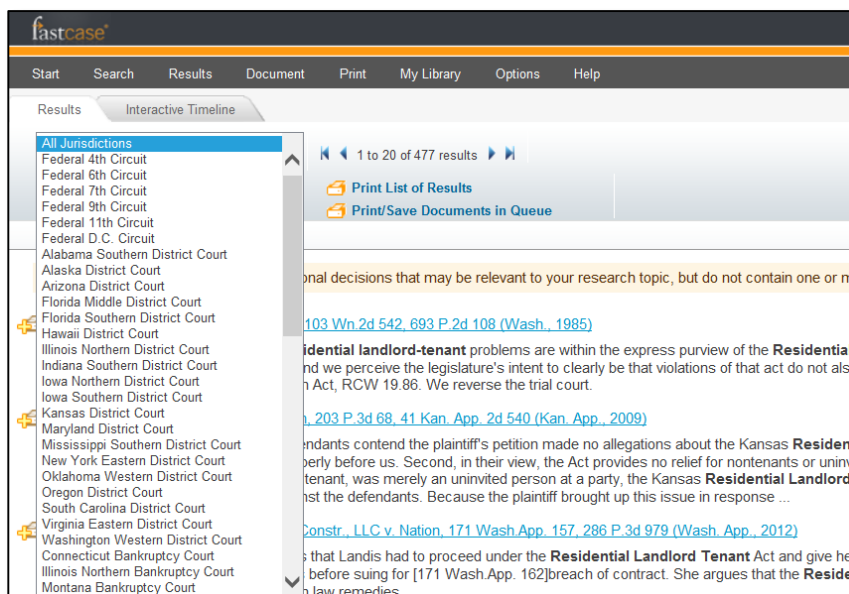 fastcase®
Start Search Results Document Print My Library Options Help
Results Interactive Timeline
All Jurisdictions
Federal 4th Circuit
Federal 6th Circuit
Federal 7th Circuit
Federal 9th Circuit
Federal 11th Circuit
Federal D.C. Circuit
Alabama Southern District Court
Alaska District Court
Arizona District Court
Florida Middle District Court
Florida Southern District Court
Hawaii District Court
Illinois Northern District Court
Indiana Southern District Court
Iowa Northern District Court
Iowa Southern District Court
Kansas District Court
Maryland District Court
Mississippi Southern District Court
New York Eastern District Court
Oklahoma Western District Court
Oregon District Court
South Carolina District Court
Virginia Eastern District Court
Washington Western District Court
Connecticut Bankruptcy Court
Illinois Northern Bankruptcy Court
Montana Bankruptcy Court
1 to 20 of 477 results
Print List of Results
Print/Save Documents in Queue
onal decisions that may be relevant to your research topic, but do not contain one or m
103 Wn.2d 542, 693 P.2d 108 (Wash., 1985)
idential landlord-tenant problems are within the express purview of the Residentia
nd we perceive the legislature's intent to clearly be that violations of that act do not als
n Act, RCW 19.86. We reverse the trial court.
, 203 P.3d 68, 41 Kan. App. 2d 540 (Kan. App., 2009)
endants contend the plaintiff's petition made no allegations about the Kansas Residen
perly before us. Second, in their view, the Act provides no relief for nontenants or uninv
tenant, was merely an uninvited person at a party, the Kansas Residential Landlord
nst the defendants. Because the plaintiff brought up this issue in response ...
Constr., LLC v. Nation, 171 Wash.App. 157, 286 P.3d 979 (Wash. App., 2012)
s that Landis had to proceed under the Residential Landlord Tenant Act and give he
before suing for [171 Wash.App. 162]breach of contract. She argues that the Reside
law remedies